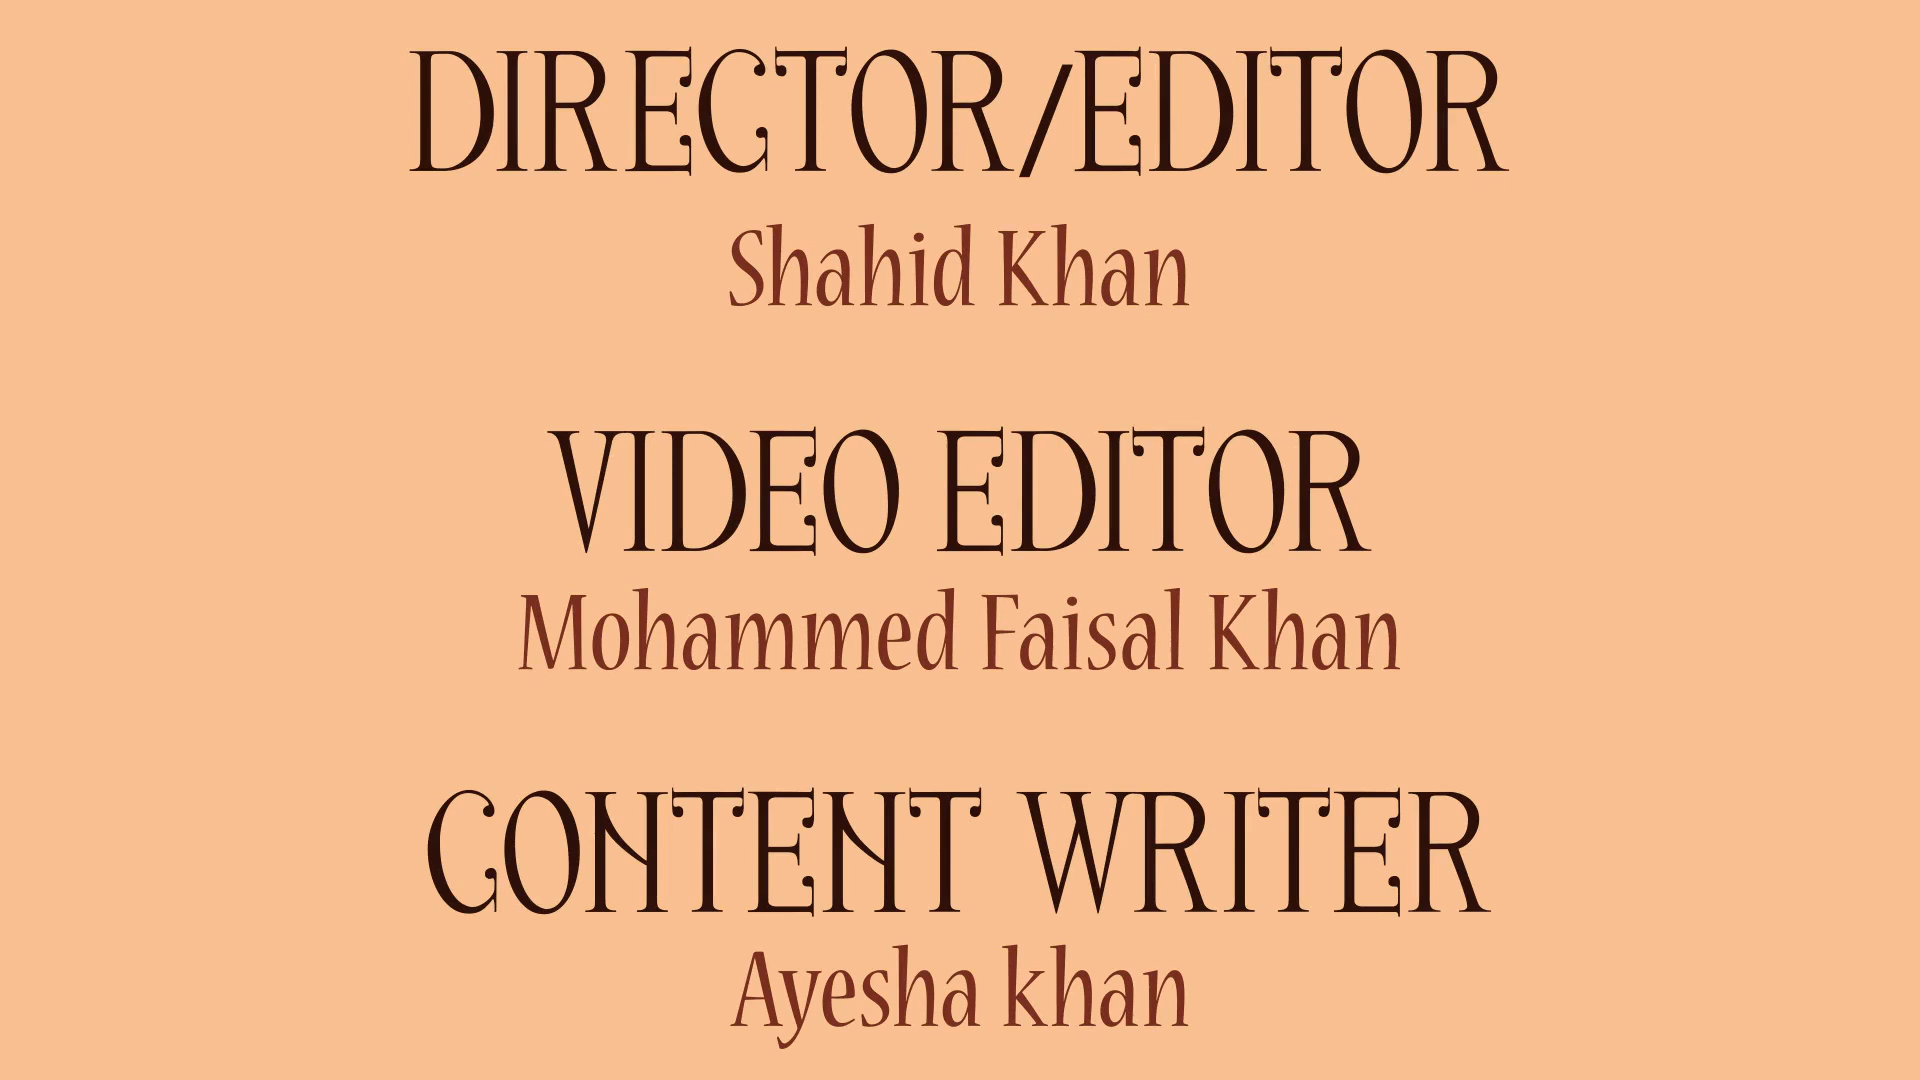 DIRECTOR/EDITOR
Shahid Khan
VIDEO EDITOR
Mohammed Faisal Khan
CONTENT WRITER
Ayesha khan